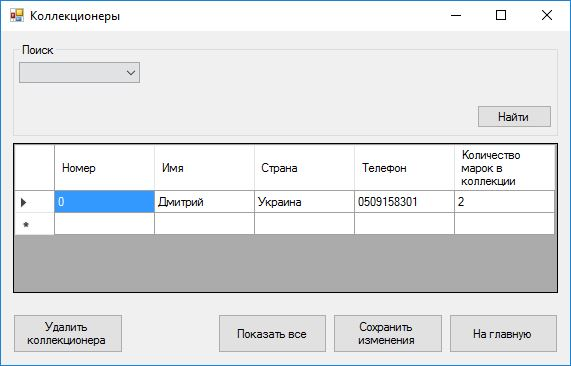 Коллекционеры
Поиск
Найти
Номер Имя Страна Телефон Количество
марок в
коллекции
0 Дмитрий Украина 0509158301 2
Удалить
коллекционера
Показать все
Сохранить
изменения
На главную